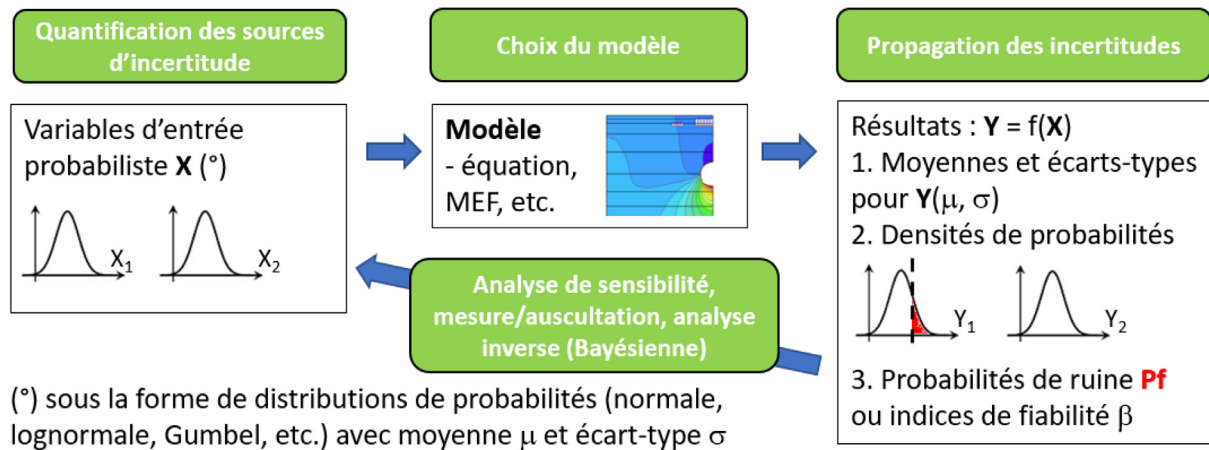 Quantification des sources
d'incertitude
Choix du modèle
Propagation des incertitudes
Variables d'entrée
probabiliste X (°)
X₁
X₂
Modèle
- équation,
MEF, etc.
Résultats : Y = f(X)
1. Moyennes et écarts-types
pour Y(μ, σ)
2. Densités de probabilités
Y₁
Y₂
3. Probabilités de ruine Pf
ou indices de fiabilité β
Analyse de sensibilité,
mesure/auscultation, analyse
inverse (Bayésienne)
(°) sous la forme de distributions de probabilités (normale,
lognormale, Gumbel, etc.) avec moyenne μ et écart-type σ